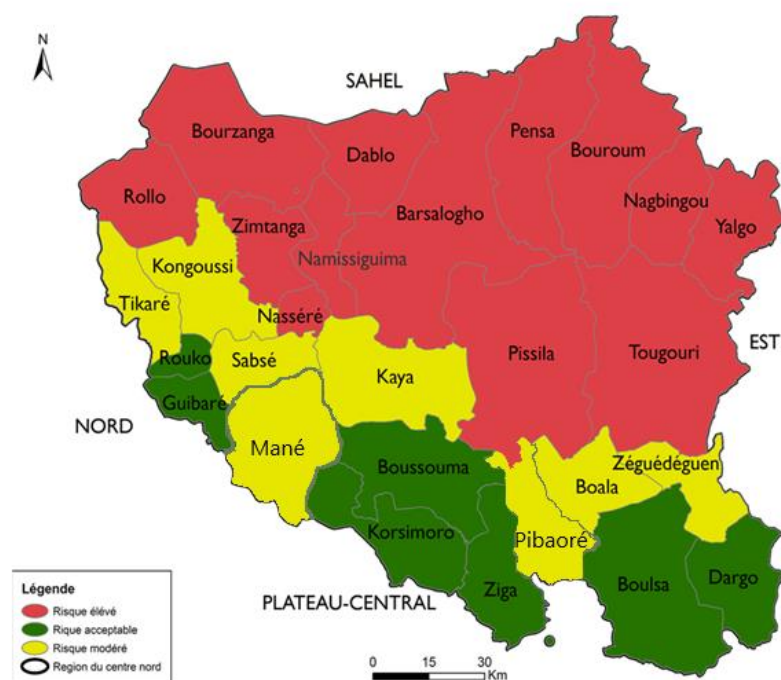 N
SAHEL
Bourzanga
Dablo
Pensa
Bouroum
Rollo
Zimtanga
Barsalogho
Nagbingou
Yalgo
Namissiguima
Kongoussi
Tikaré
Nasséré
Rouko
Sabsé
Kaya
Pissila
Tougouri
EST
Guibaré
NORD
Mané
Boussouma
Zéguédéguen
Boala
Korsimoro
Pibaoré
Ziga
Boulsa
Dargo
PLATEAU-CENTRAL
Légende
Risque élévé
Rique acceptable
Risque modéré
Region du centre nord
0 15 30
Km